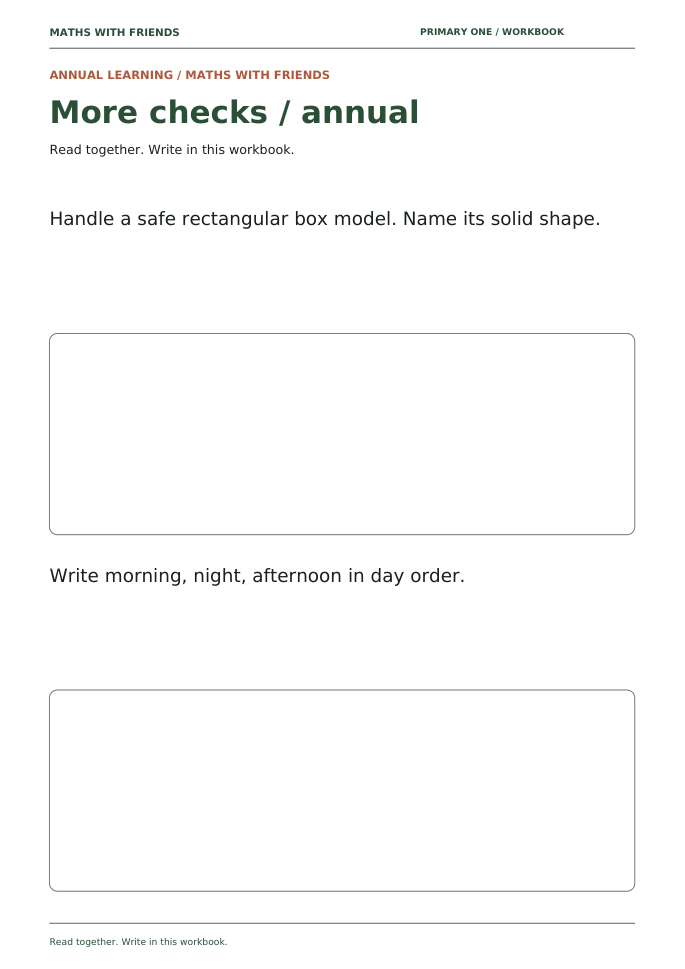 MATHS WITH FRIENDS
PRIMARY ONE / WORKBOOK
ANNUAL LEARNING / MATHS WITH FRIENDS
More checks / annual
Read together. Write in this workbook.
Handle a safe rectangular box model. Name its solid shape.
Write morning, night, afternoon in day order.
Read together. Write in this workbook.